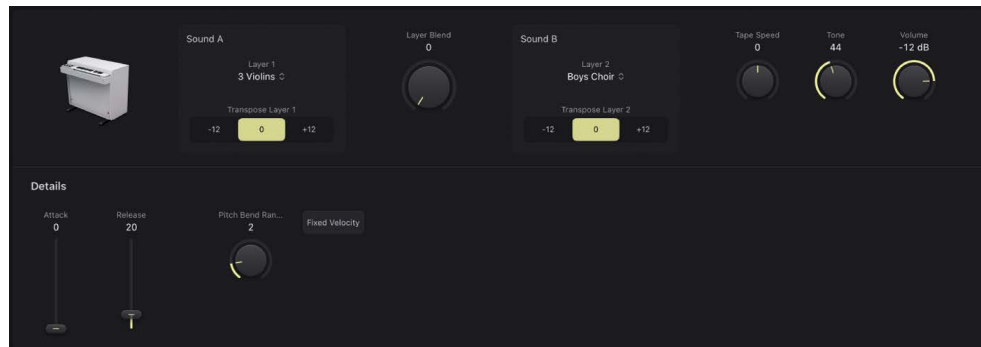 Sound A
Layer 1
3 Violins
Transpose Layer 1
-12 0 +12
Layer Blend
0
Sound B
Layer 2
Boys Choir
Transpose Layer 2
-12 0 +12
Tape Speed
0
Tone
44
Volume
-12 dB
Details
Attack
0
Release
20
Pitch Bend Ran...
2
Fixed Velocity